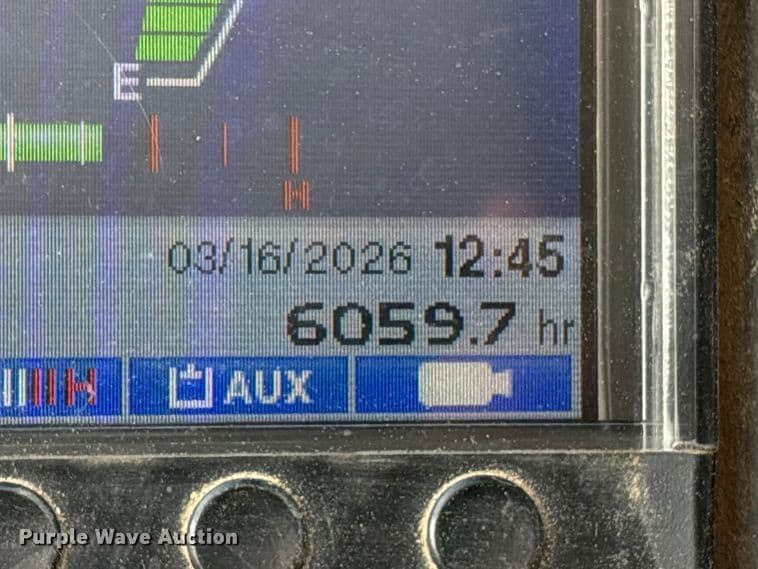 E
H
03/16/2026 12:45
6059.7 hr
H AUX
Purple Wave Auction